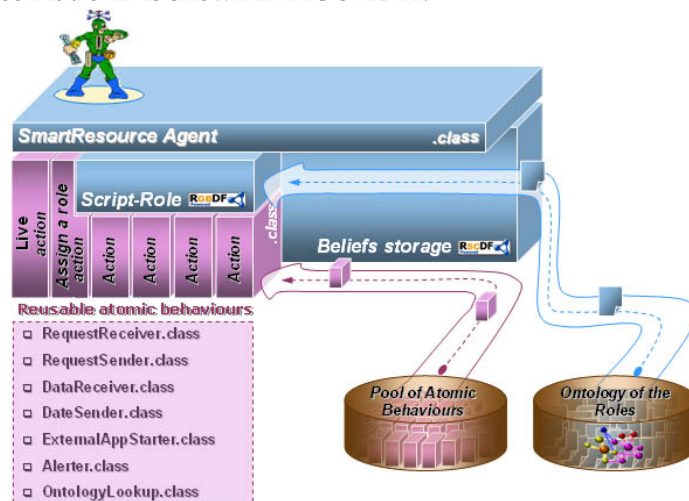 SmartResource Agent
.class
Live action
Assign a role action
Script-Role
RGBDF
Action
Action
Action
Action
.class
Beliefs storage
RSCDF
Reusable atomic behaviours
RequestReceiver.class
RequestSender.class
DataReceiver.class
DateSender.class
ExternalAppStarter.class
Alerter.class
OntologyLookup.class
Pool of Atomic
Behaviours
Ontology of the
Roles